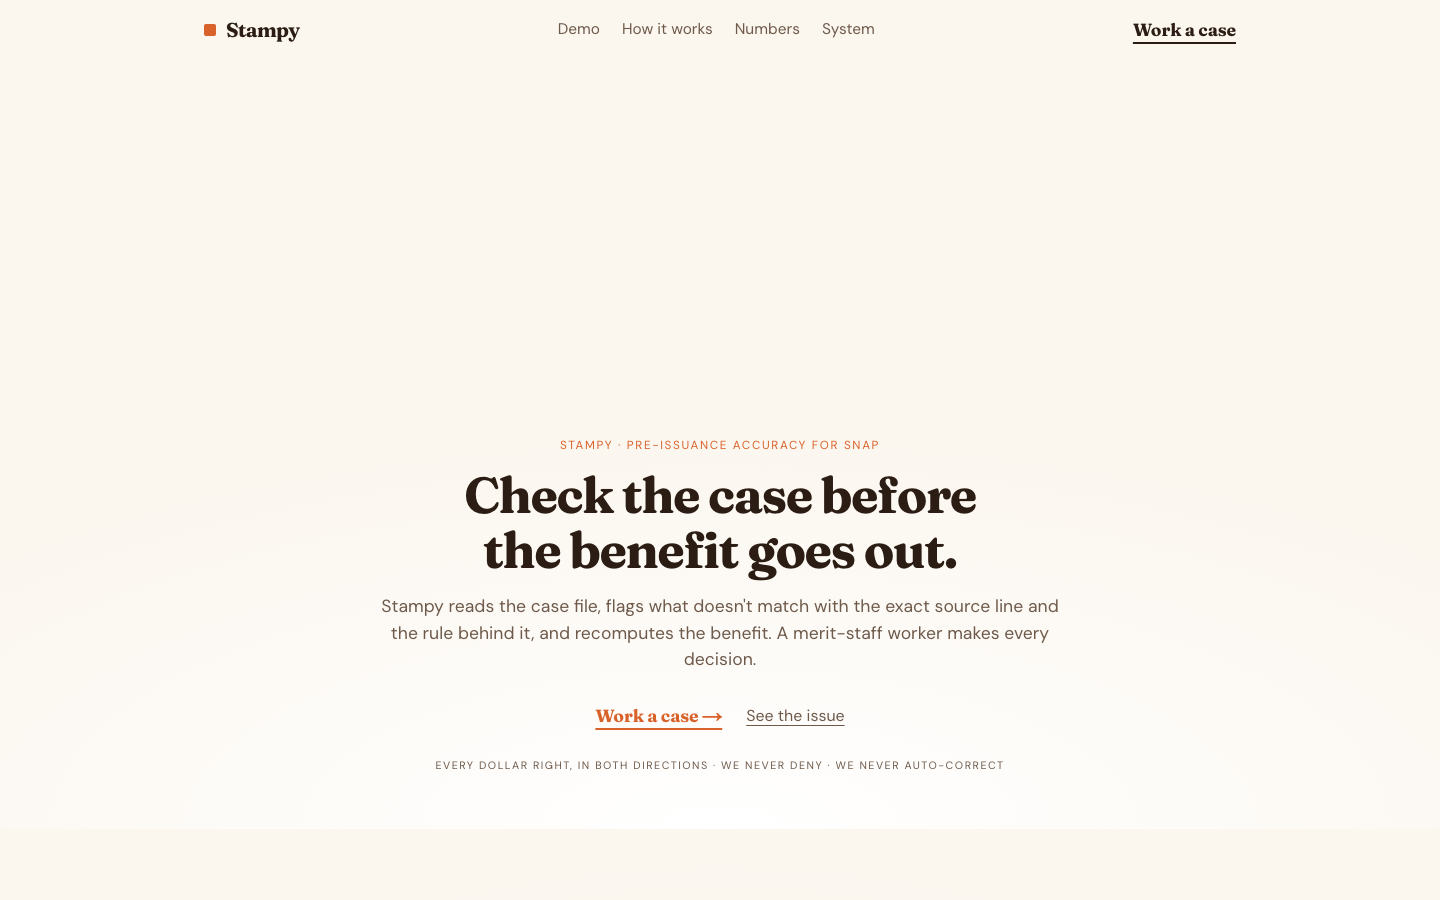 Stampy
Demo
How it works
Numbers
System
Work a case
STAMPY · PRE-ISSUANCE ACCURACY FOR SNAP
Check the case before
the benefit goes out.
Stampy reads the case file, flags what doesn't match with the exact source line and
the rule behind it, and recomputes the benefit. A merit-staff worker makes every
decision.
Work a case →
See the issue
EVERY DOLLAR RIGHT, IN BOTH DIRECTIONS · WE NEVER DENY · WE NEVER AUTO-CORRECT